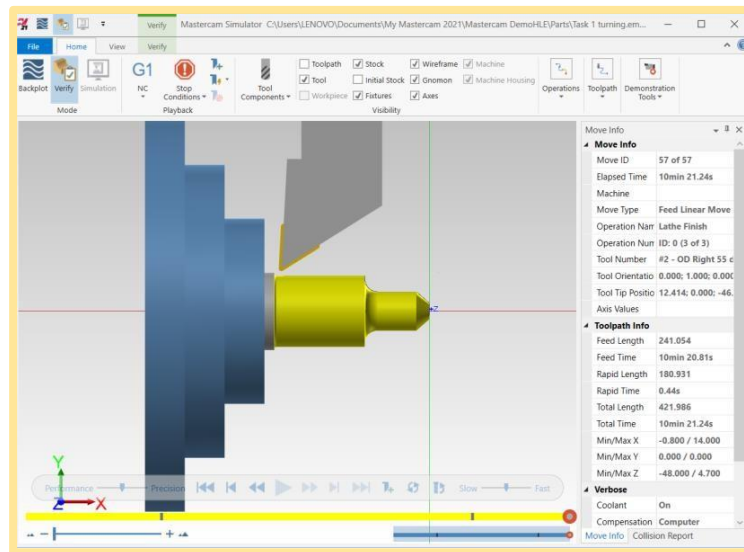 Verify Mastercam Simulator C:\Users\LENOVO\Documents\My Mastercam 2021\Mastercam DemoHLE\Parts\Task 1 turning.em...
File Home View Verify
Backplot Verify Simulation
Mode
G1
NC
Stop Conditions
Playback
Tool Components
Toolpath Stock Wireframe Machine
Tool Initial Stock Gnomon Machine Housing
Workpiece Fixtures Axes
Visibility
Operations
Toolpath
Demonstration Tools
Move Info
Move Info
Move ID 57 of 57
Elapsed Time 10min 21.24s
Machine
Move Type Feed Linear Move
Operation Nam Lathe Finish
Operation Num ID: 0 (3 of 3)
Tool Number #2 - OD Right 55 d
Tool Orientatio 0.000; 1.000; 0.000
Tool Tip Positio 12.414; 0.000; -46.
Axis Values
Toolpath Info
Feed Length 241.054
Feed Time 10min 20.81s
Rapid Length 180.931
Rapid Time 0.44s
Total Length 421.986
Total Time 10min 21.24s
Min/Max X -0.800 / 14.000
Min/Max Y 0.000 / 0.000
Min/Max Z -48.000 / 4.700
Verbose
Coolant On
Compensation Computer
Move Info Collision Report
Z
Y
Z X
Performance Precision Slow Fast